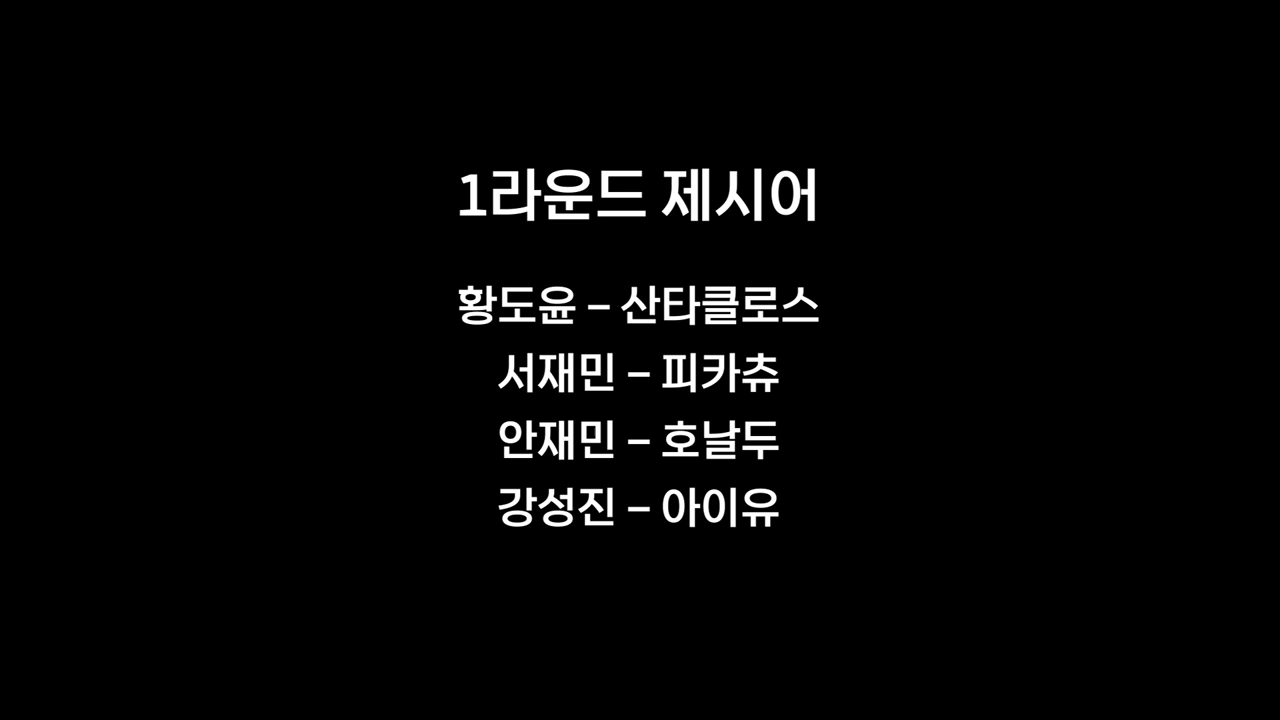 1라운드 제시어
황도윤 – 산타클로스
서재민 – 피카츄
안재민 – 호날두
강성진 – 아이유